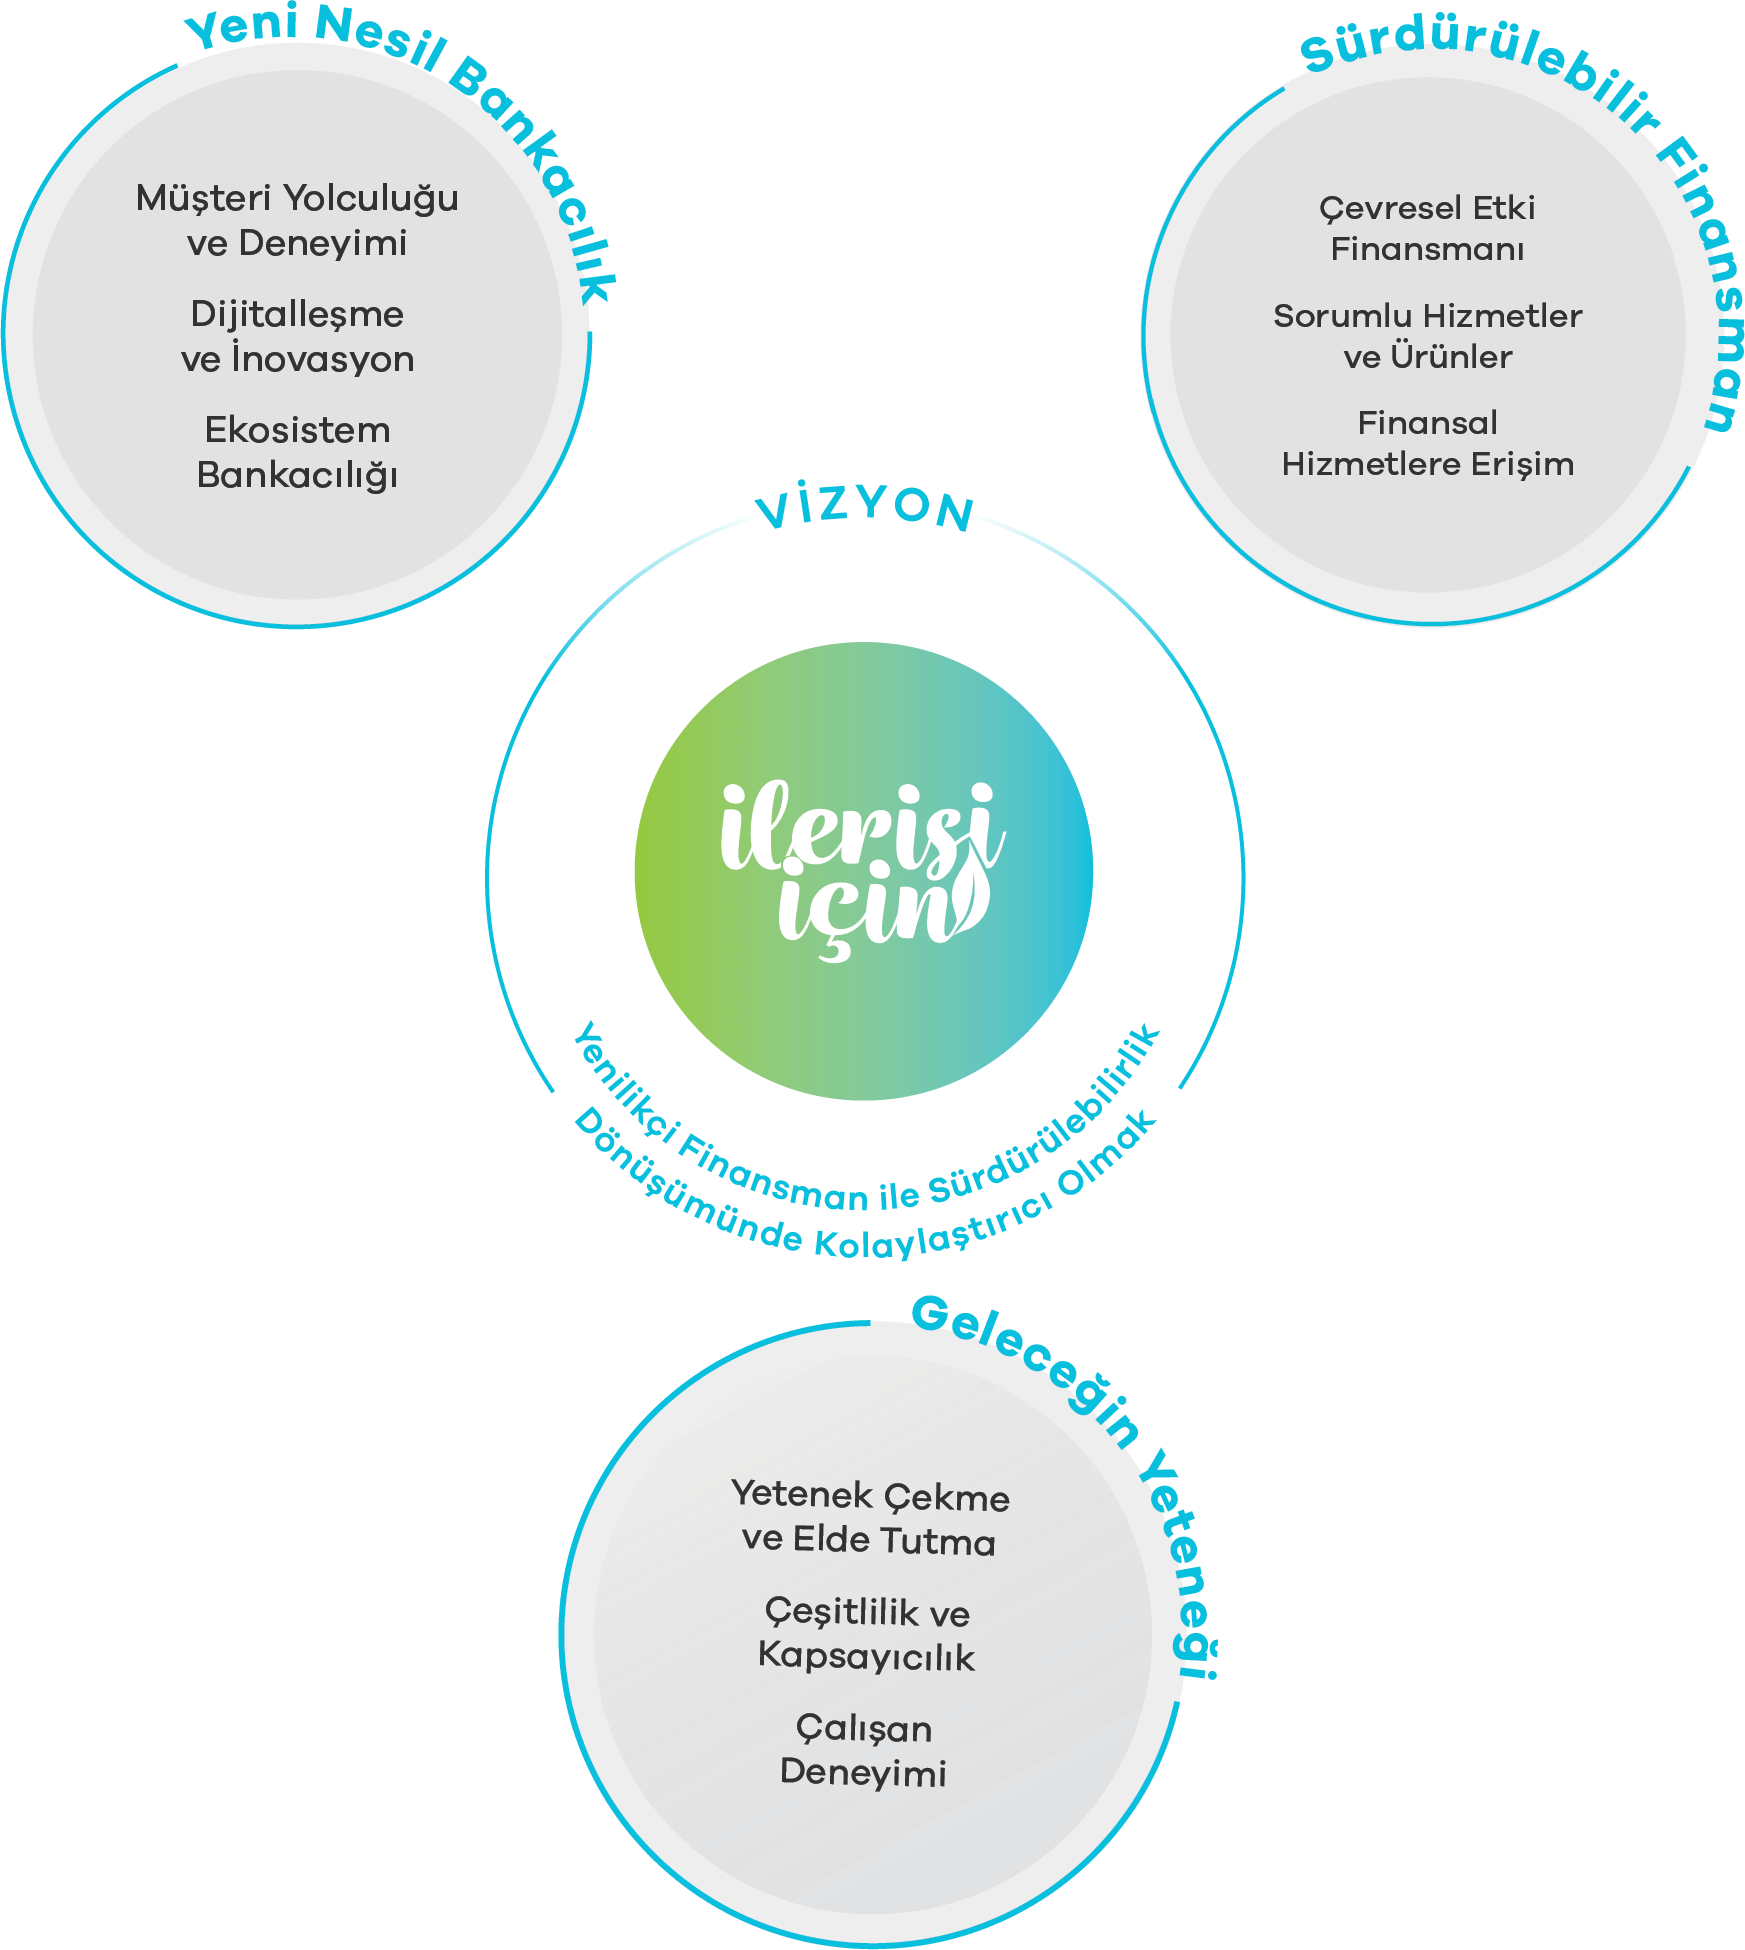 Yeni Nesil Bankacılık
Müşteri Yolculuğu
ve Deneyimi
Dijitalleşme
ve İnovasyon
Ekosistem
Bankacılığı
Sürdürülebilir Finansman
Çevresel Etki
Finansmanı
Sorumlu Hizmetler
ve Ürünler
Finansal
Hizmetlere Erişim
VİZYON
ilerisi
için
Yenilikçi Finansman ile Sürdürülebilirlik
Dönüşümünde Kolaylaştırıcı Olmak
Geleceğin Yeteneği
Yetenek Çekme
ve Elde Tutma
Çeşitlilik ve
Kapsayıcılık
Çalışan
Deneyimi